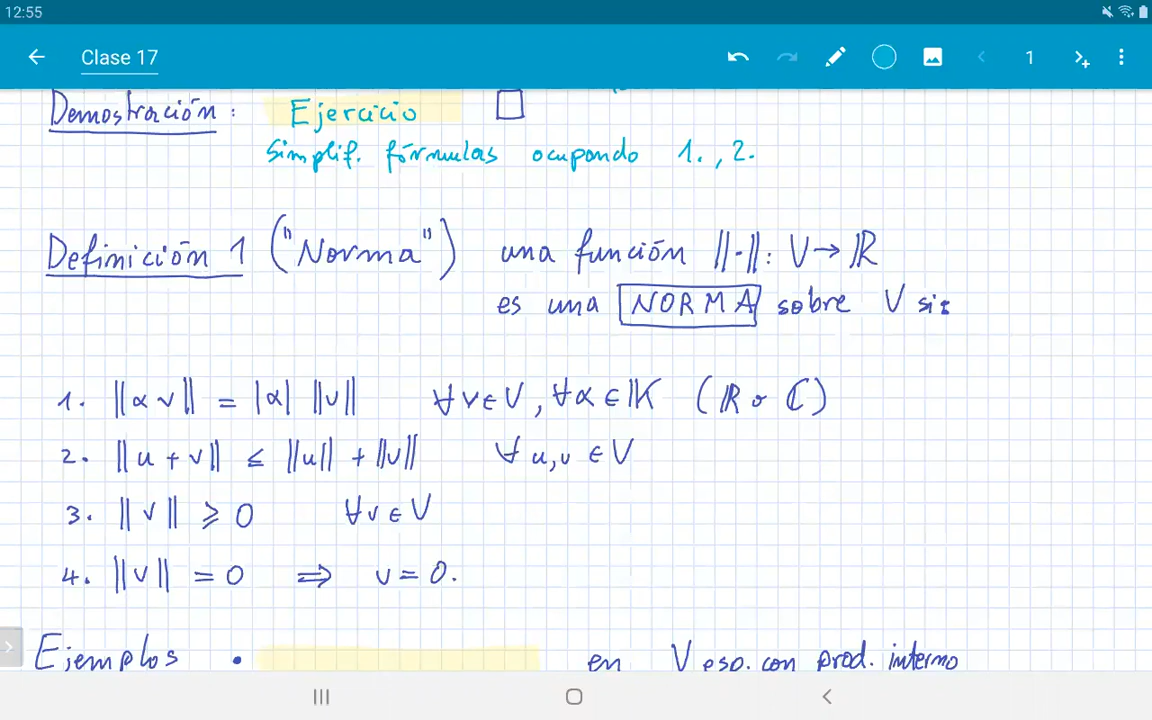 12:55
Clase 17
1
Demostración: Ejercicio □
simplif. fórmulas ocupando 1., 2.
Definición 1 ("Norma") una función ||·||: V → ℝ
es una NORMA sobre V si:
1. ||αv|| = |α| ||v|| ∀v∈V, ∀α∈𝕂 (ℝ o ℂ)
2. ||u + v|| ≤ ||u|| + ||v|| ∀ u,v ∈ V
3. ||v|| ≥ 0 ∀v∈V
4. ||v|| = 0 ⟹ v = 0.
Ejemplos • en V esp. con prod. interno